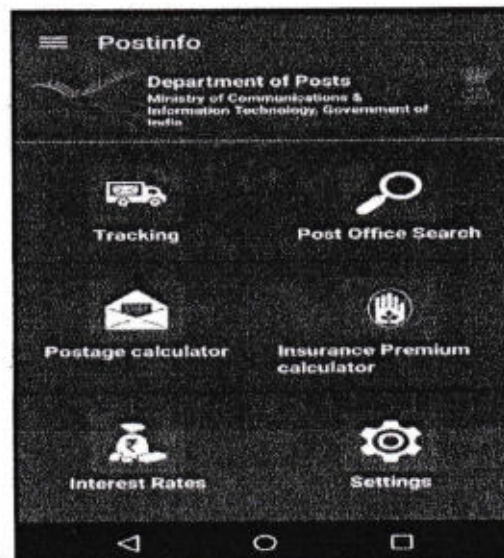 Postinfo
Department of Posts
Ministry of Communications &
Information Technology, Government of
India
Tracking
Post Office Search
Postage calculator
Insurance Premium
calculator
Interest Rates
Settings